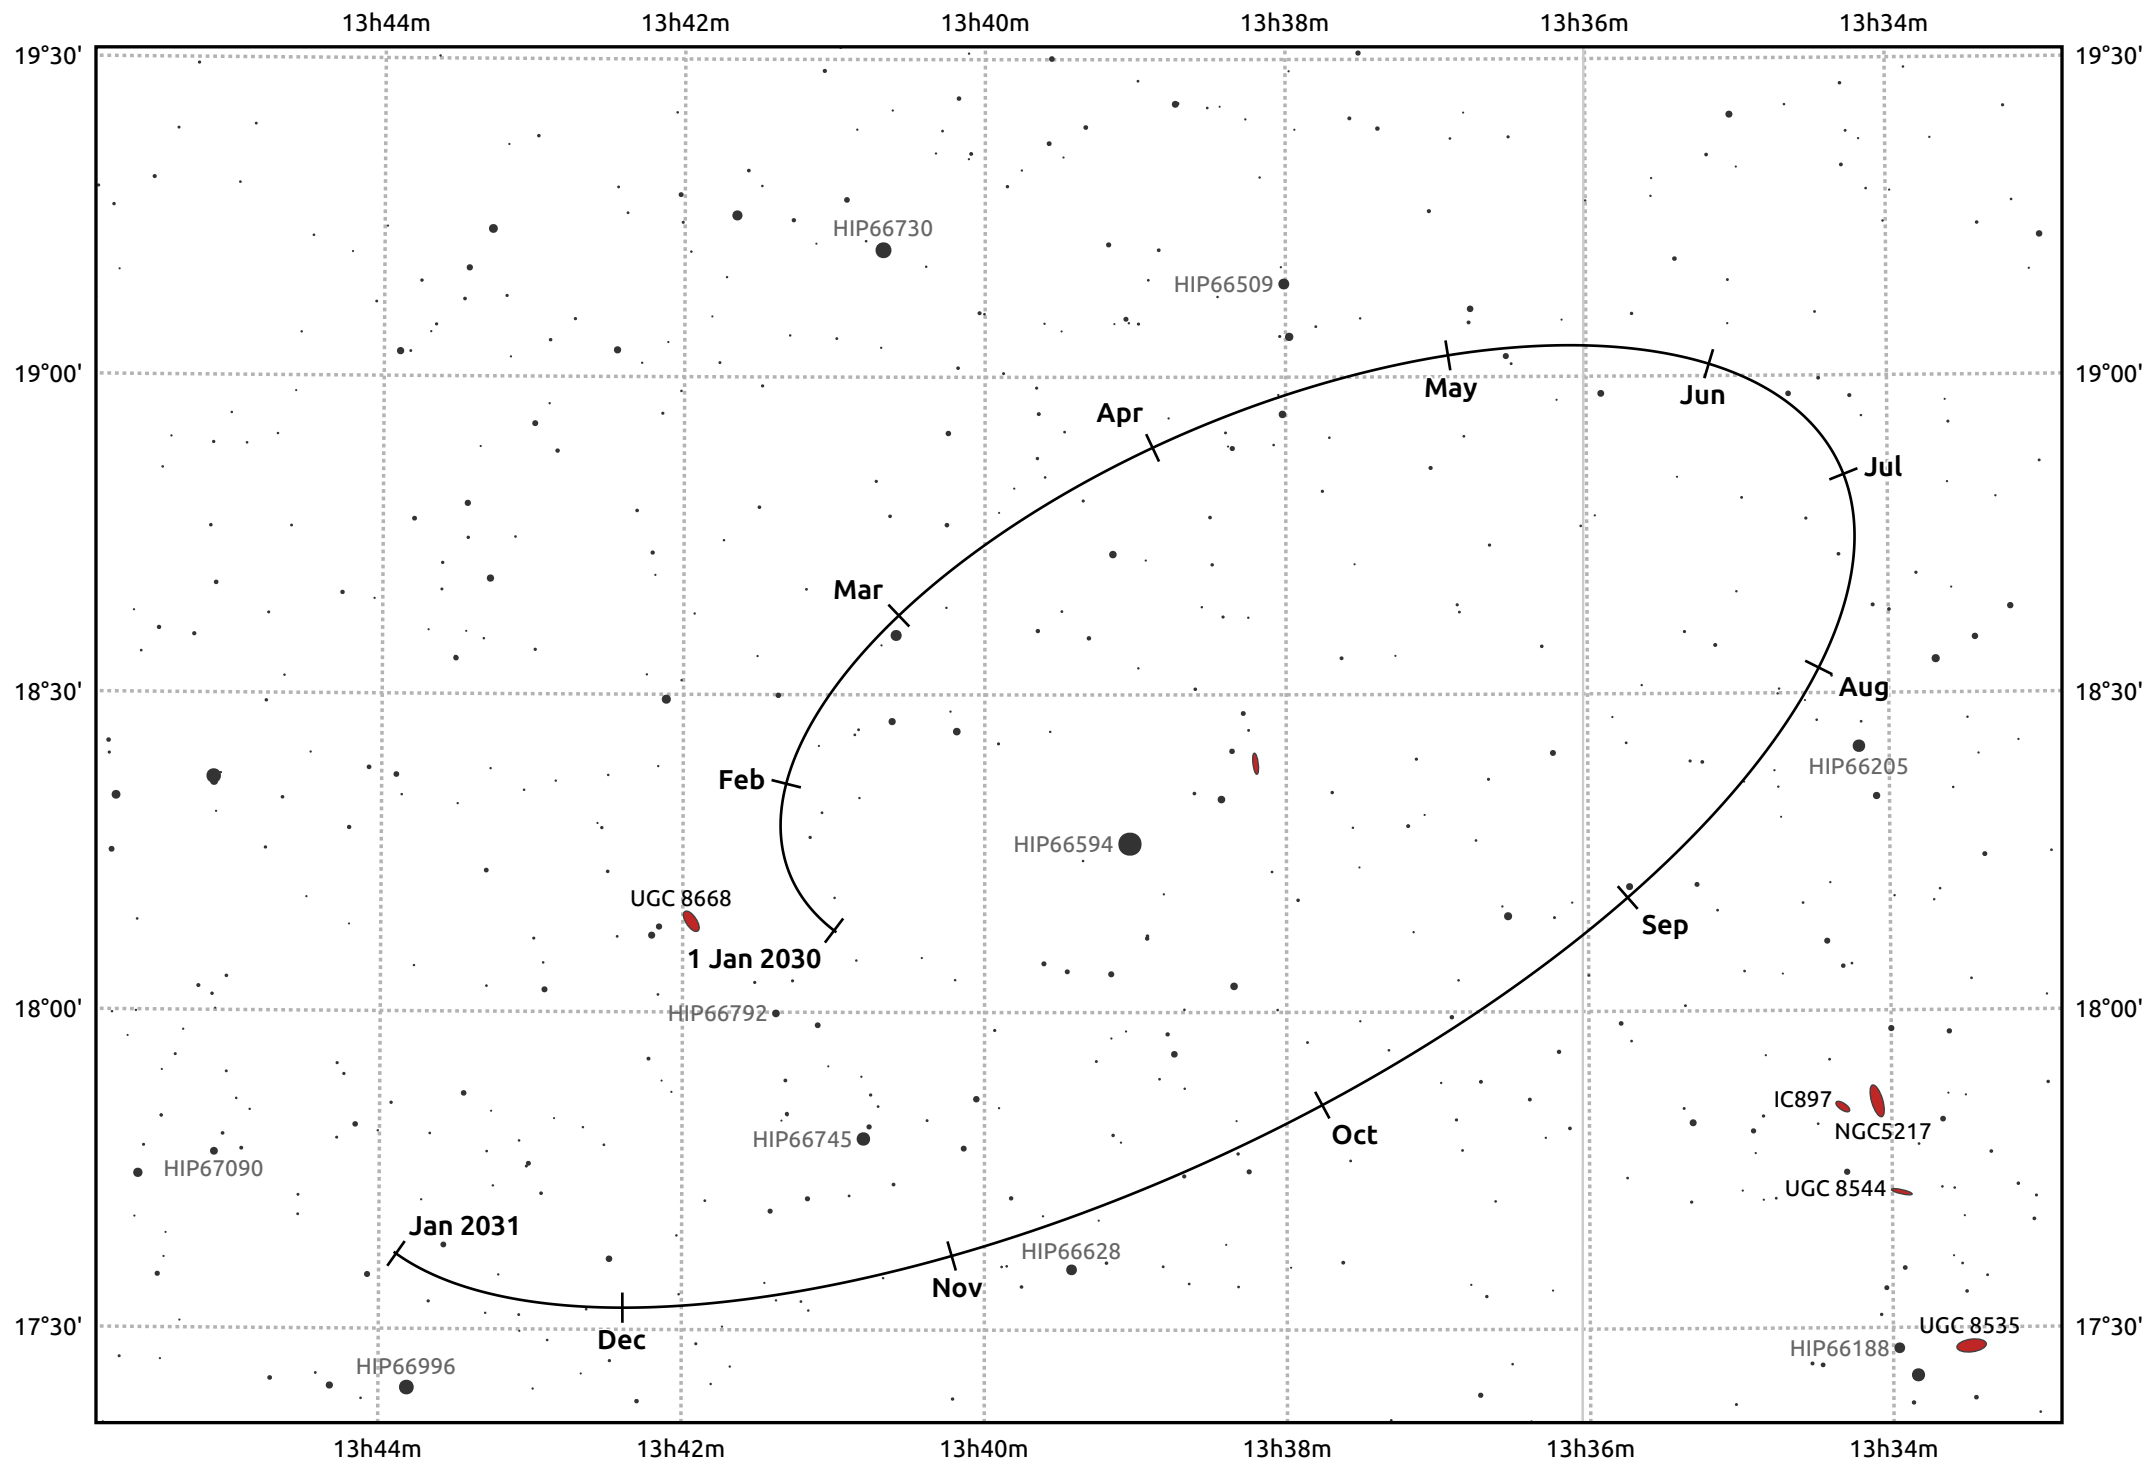 13h44m 13h42m 13h40m 13h38m 13h36m 13h34m
19°30' 19°30'
HIP66730
HIP66509
19°00' 19°00'
May
Jun
Apr
Jul
Mar
18°30' 18°30'
Aug
HIP66205
Feb
HIP66594
UGC 8668
Sep
1 Jan 2030
18°00' 18°00'
HIP66792
IC897
NGC5217
Oct
HIP66745
HIP67090
UGC 8544
Jan 2031
HIP66628
Nov
17°30' 17°30'
UGC 8535
Dec
HIP66188
HIP66996
13h44m 13h42m 13h40m 13h38m 13h36m 13h34m